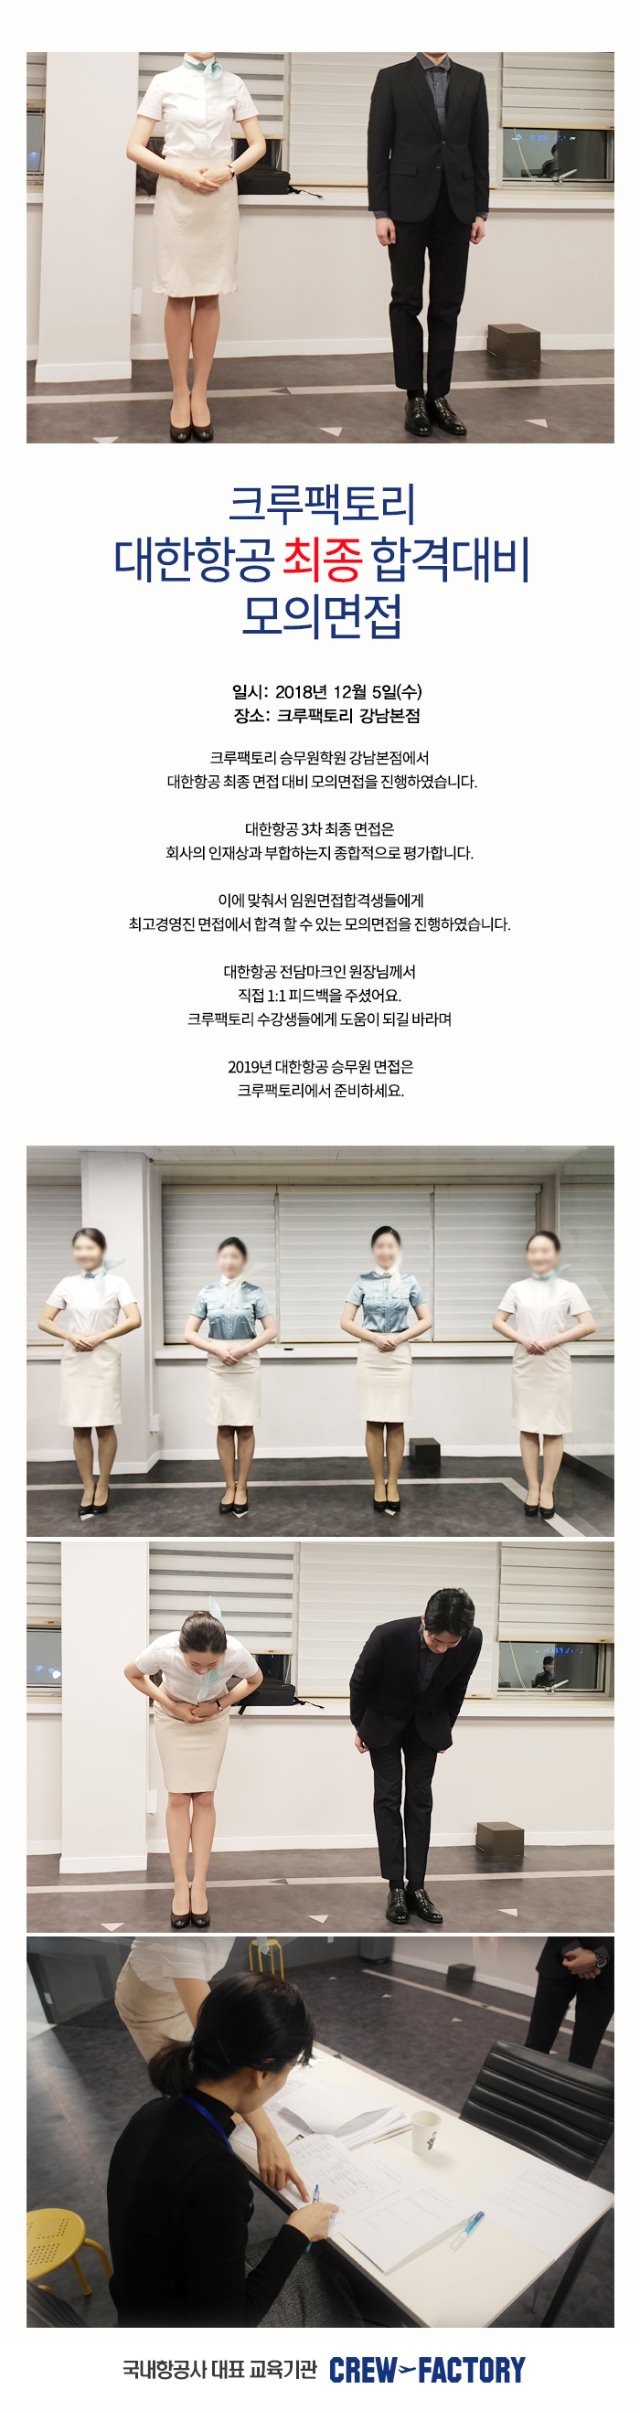 크루팩토리
대한항공 최종 합격대비
모의면접
일시: 2018년 12월 5일(수)
장소: 크루팩토리 강남본점
크루팩토리 승무원학원 강남본점에서
대한항공 최종 면접 대비 모의면접을 진행하였습니다.
대한항공 3차 최종 면접은
회사의 인재상과 부합하는지 종합적으로 평가합니다.
이에 맞춰서 임원면접합격생들에게
최고경영진 면접에서 합격 할 수 있는 모의면접을 진행하였습니다.
대한항공 전담마크인 원장님께서
직접 1:1 피드백을 주셨어요.
크루팩토리 수강생들에게 도움이 되길 바라며
2019년 대한항공 승무원 면접은
크루팩토리에서 준비하세요.
국내항공사 대표 교육기관 CREW FACTORY